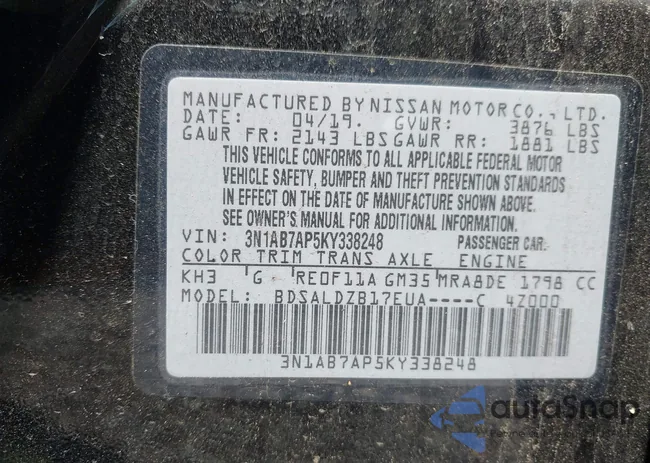 MANUFACTURED BY NISSAN MOTOR CO., LTD.
DATE: 04/19. GVWR: 3876 LBS
GAWR FR: 2143 LBS GAWR RR: 1881 LBS
THIS VEHICLE CONFORMS TO ALL APPLICABLE FEDERAL MOTOR
VEHICLE SAFETY, BUMPER AND THEFT PREVENTION STANDARDS
IN EFFECT ON THE DATE OF MANUFACTURE SHOWN ABOVE.
SEE OWNER'S MANUAL FOR ADDITIONAL INFORMATION.
VIN: 3N1AB7AP5KY338248 PASSENGER CAR.
COLOR TRIM TRANS AXLE ENGINE
KH3 G RE0F11A GM35 MRA8DE 1798 CC
MODEL: BDSALDZB17EUA----C 4Z000
3N1AB7AP5KY338248
autoSnap